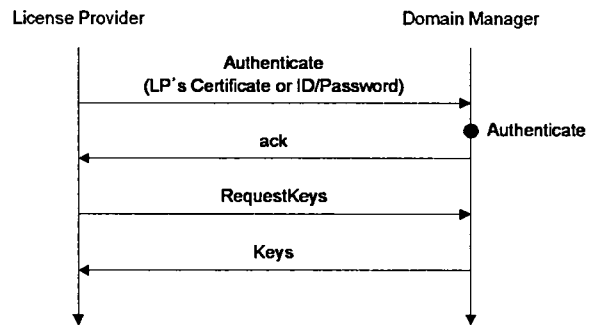 License Provider
Domain Manager
Authenticate
(LP's Certificate or ID/Password)
Authenticate
ack
RequestKeys
Keys